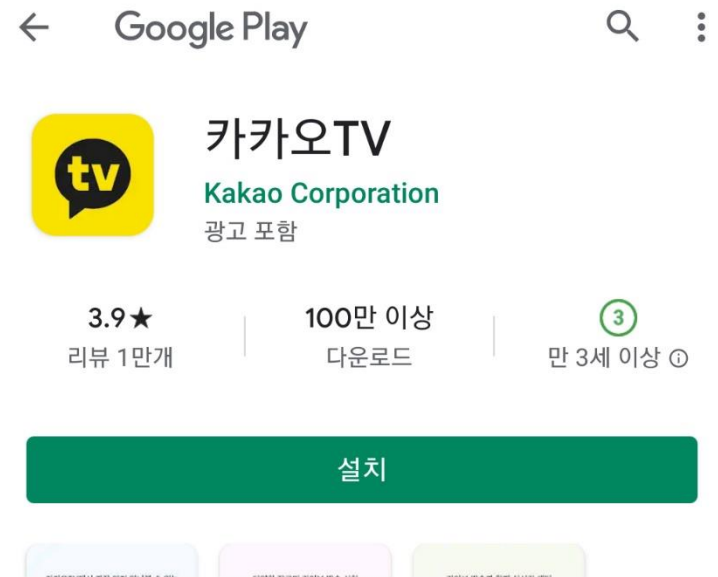 Google Play
tv
카카오TV
Kakao Corporation
광고 포함
3.9★
리뷰 1만개
100만 이상
다운로드
3
만 3세 이상
설치